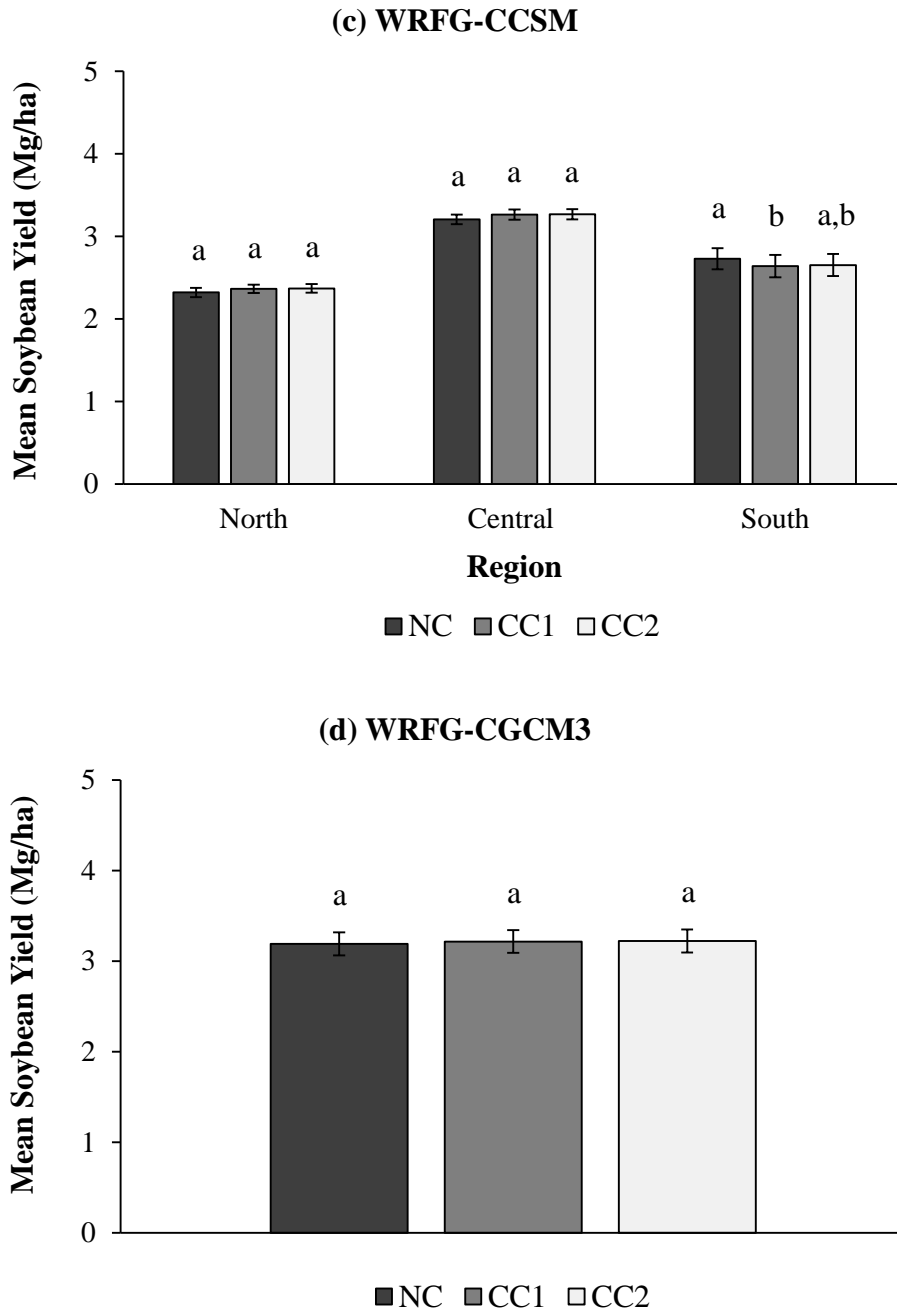 (c) WRFG-CCSM
Mean Soybean Yield (Mg/ha)
5
4
3
2
1
0
a a a
a a a
a b a,b
North Central South
Region
NC CC1 CC2
(d) WRFG-CGCM3
Mean Soybean Yield (Mg/ha)
5
4
3
2
1
0
a a a
NC CC1 CC2